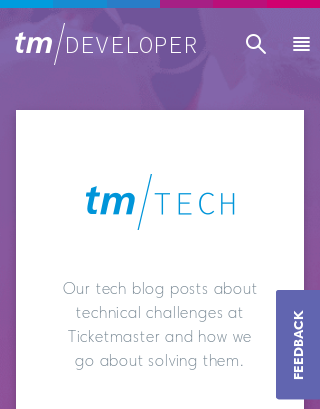 tm/DEVELOPER
tm/TECH
Our tech blog posts about
technical challenges at
Ticketmaster and how we
go about solving them.
FEEDBACK